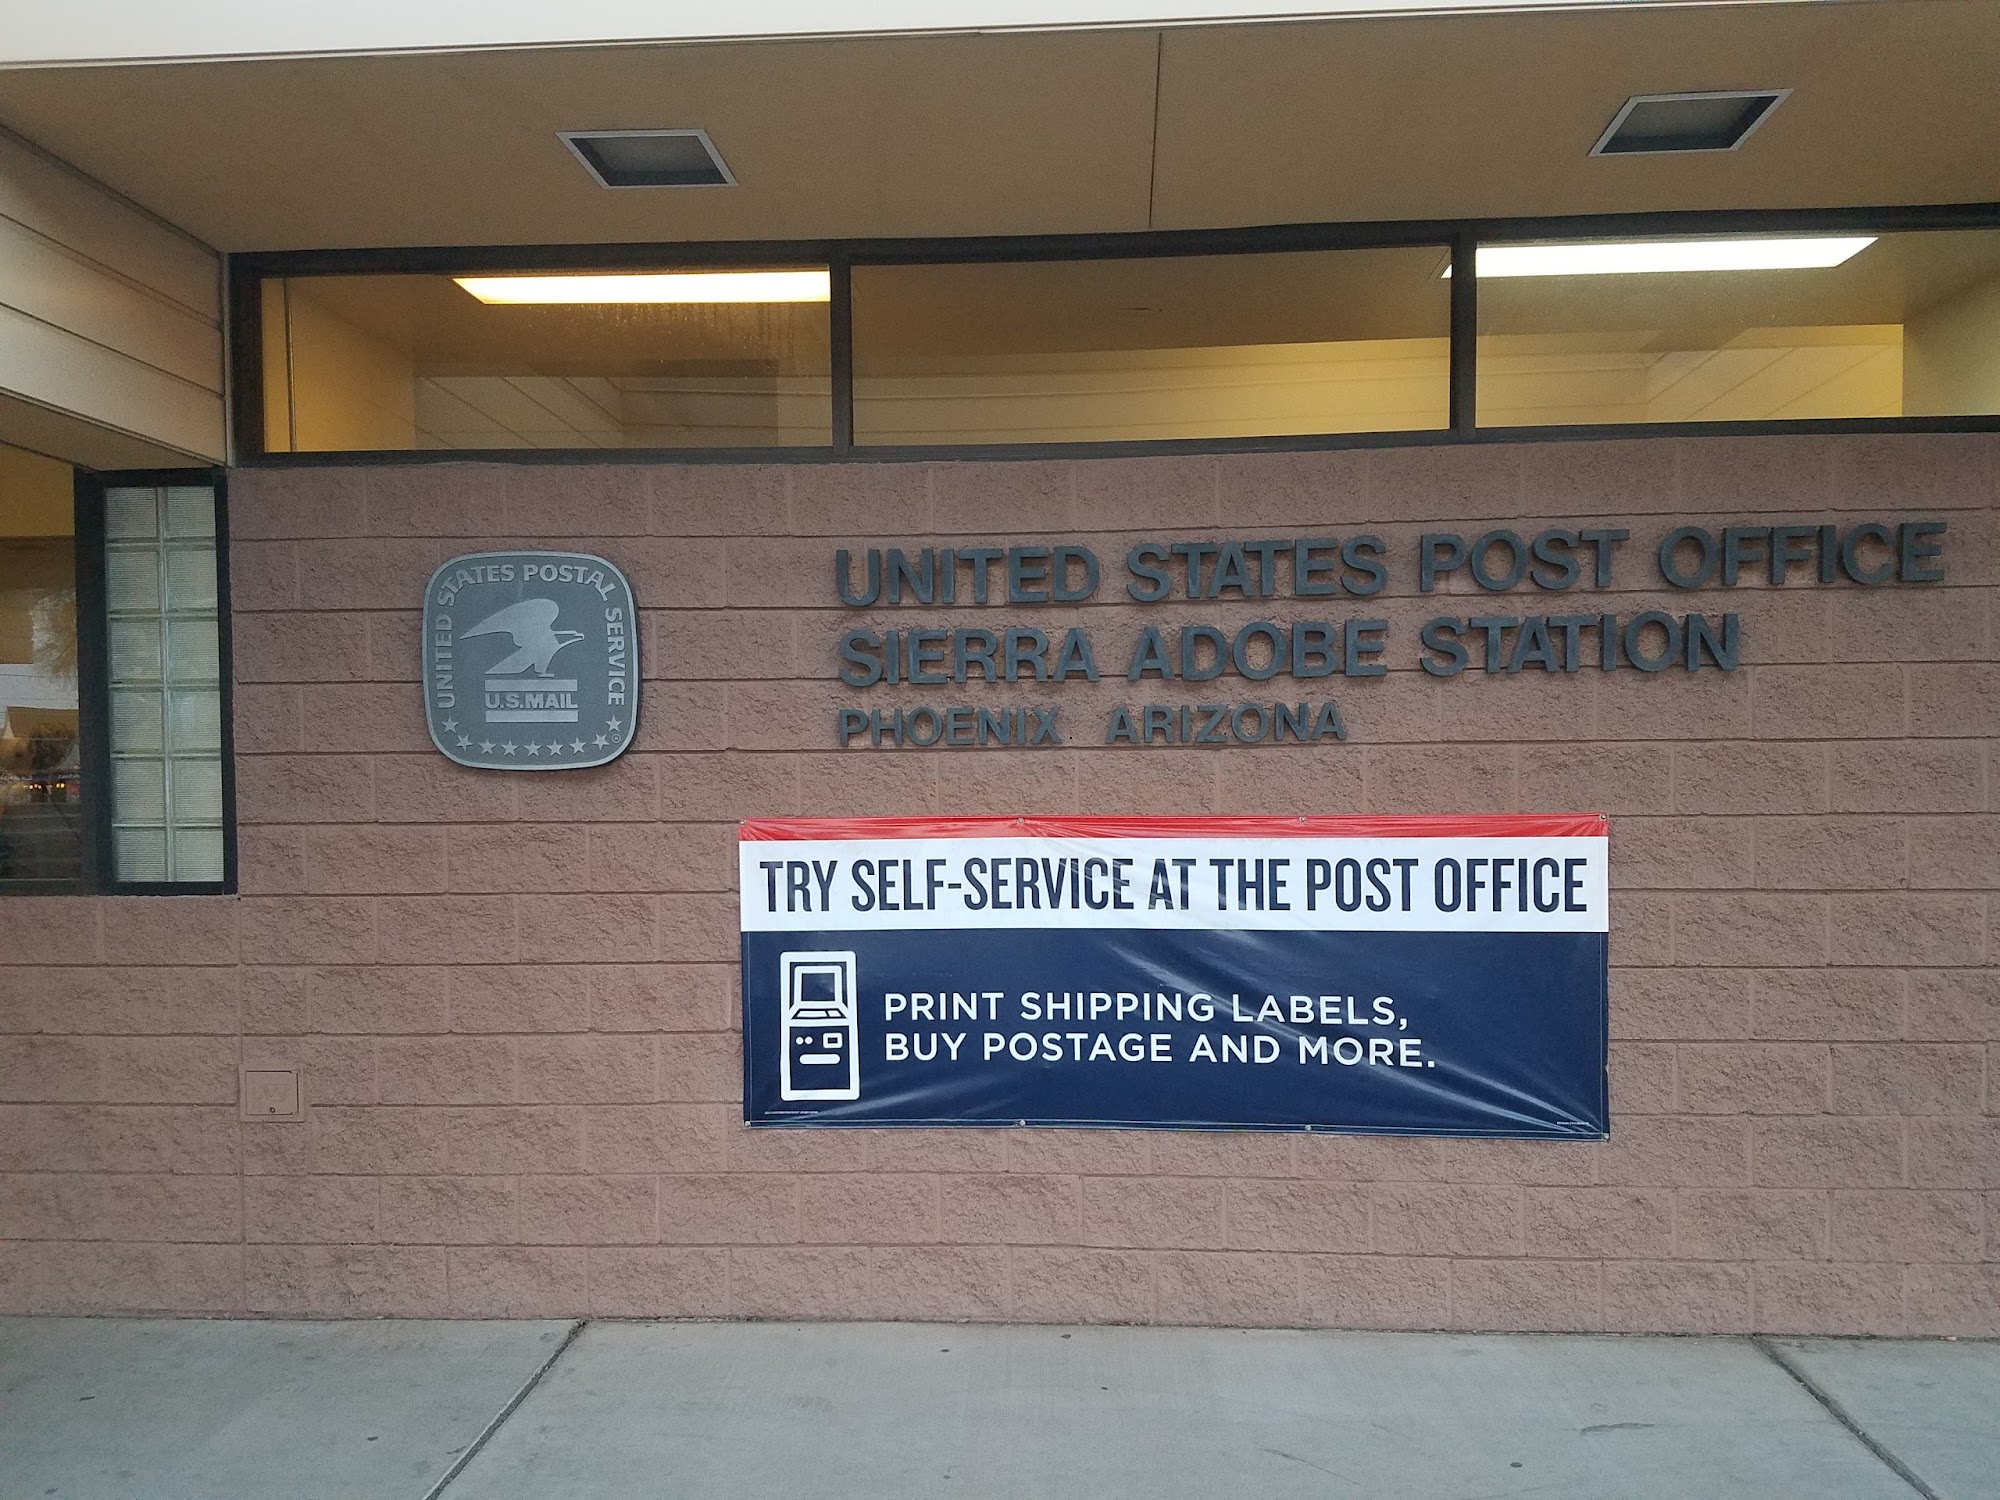 UNITED STATES POSTAL SERVICE
U.S.MAIL
UNITED STATES POST OFFICE
SIERRA ADOBE STATION
PHOENIX ARIZONA
TRY SELF-SERVICE AT THE POST OFFICE
PRINT SHIPPING LABELS,
BUY POSTAGE AND MORE.